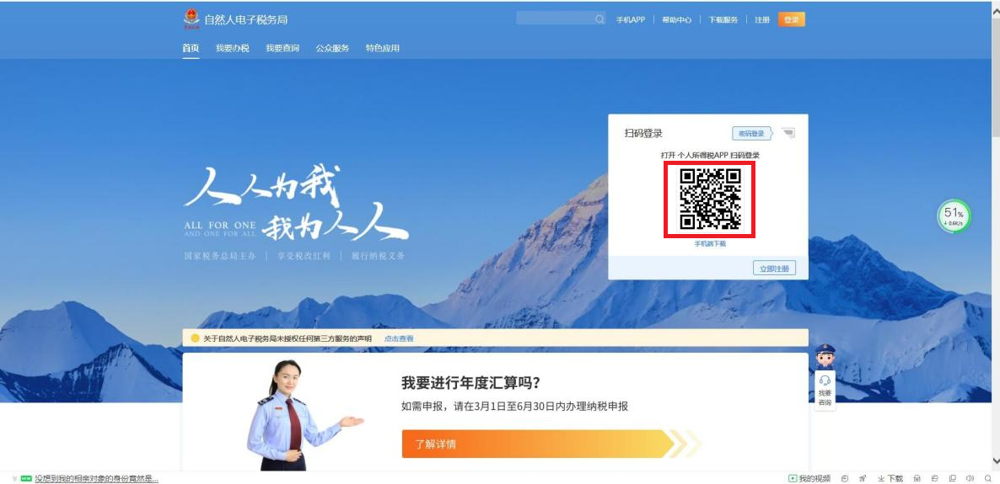 自然人电子税务局
手机APP
帮助中心
下载服务
注册
登录
首页
我要办税
我要查询
公众服务
特色应用
扫码登录
密码登录
打开 个人所得税APP 扫码登录
手机端下载
立即注册
人人为我
ALL FOR ONE
AND ONE FOR ALL
我为人人
国家税务总局主办 | 享受税改红利 | 履行纳税义务
51%
↓ 0.6K/s
关于自然人电子税务局未授权任何第三方服务的声明 点击查看
我要进行年度汇算吗?
如需申报，请在3月1日至6月30日内办理纳税申报
了解详情
我要
咨询
NEW 没想到我的相亲对象的身份竟然是...
我的视频
下载